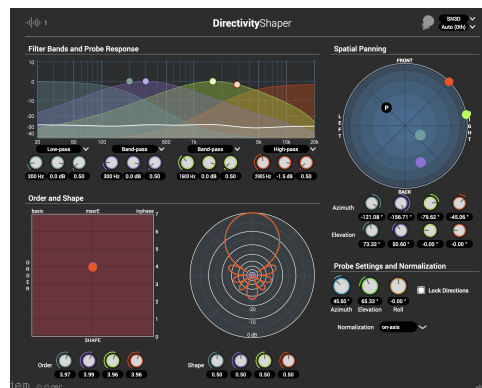 1
DirectivityShaper
SN3D
Auto (0th)
Filter Bands and Probe Response
10
0
-10
-20
-30
-40
20 50 100 500 1k 5k 10k 20k
Low-pass Band-pass Band-pass High-pass
200 Hz 0.0 dB 0.50 300 Hz 0.0 dB 0.50 1600 Hz 0.0 dB 0.50 2905 Hz -1.5 dB 0.50
Spatial Panning
FRONT
LEFT
P
RIGHT
BACK
Azimuth
-121.08 ° -156.71 ° -79.62 ° -45.06 °
Elevation
73.32 ° 50.60 ° -0.00 ° -0.00 °
Order and Shape
basic maxrE inphase
7
6
5
4
3
2
1
0
ORDER
SHAPE
-20
-10
0 dB
Order
3.97 3.99 3.96 3.96
Shape
0.50 0.50 0.50 0.50
Probe Settings and Normalization
45.60 ° 65.33 ° -0.00 °
Azimuth Elevation Roll
Lock Directions
Normalization on-axis
OSC